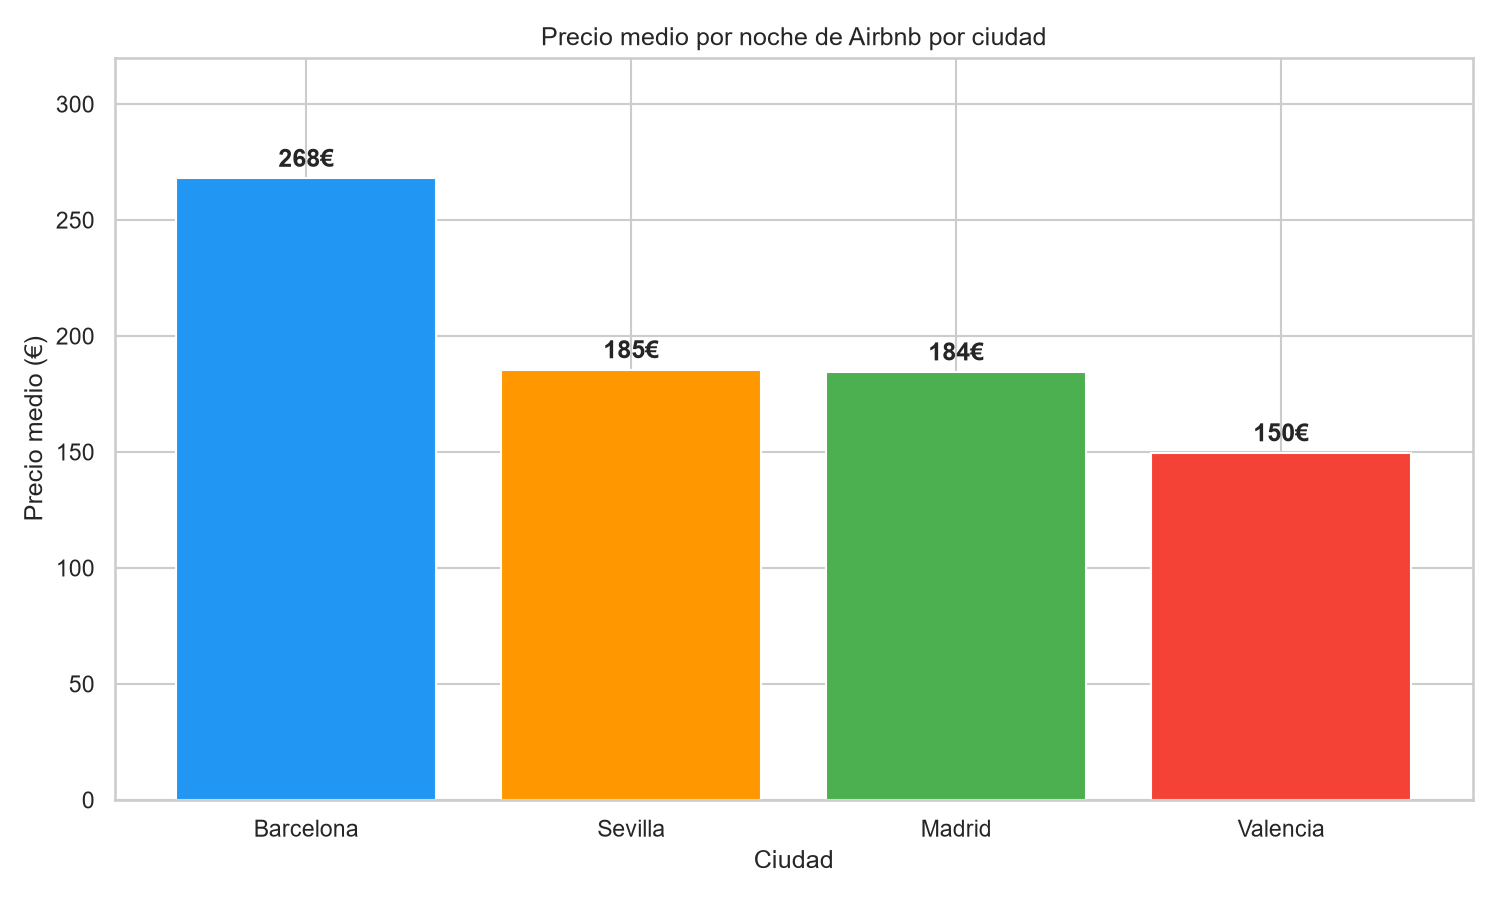 Precio medio por noche de Airbnb por ciudad
Precio medio (€)
300
250
200
150
100
50
0
268€
185€
184€
150€
Barcelona
Sevilla
Madrid
Valencia
Ciudad